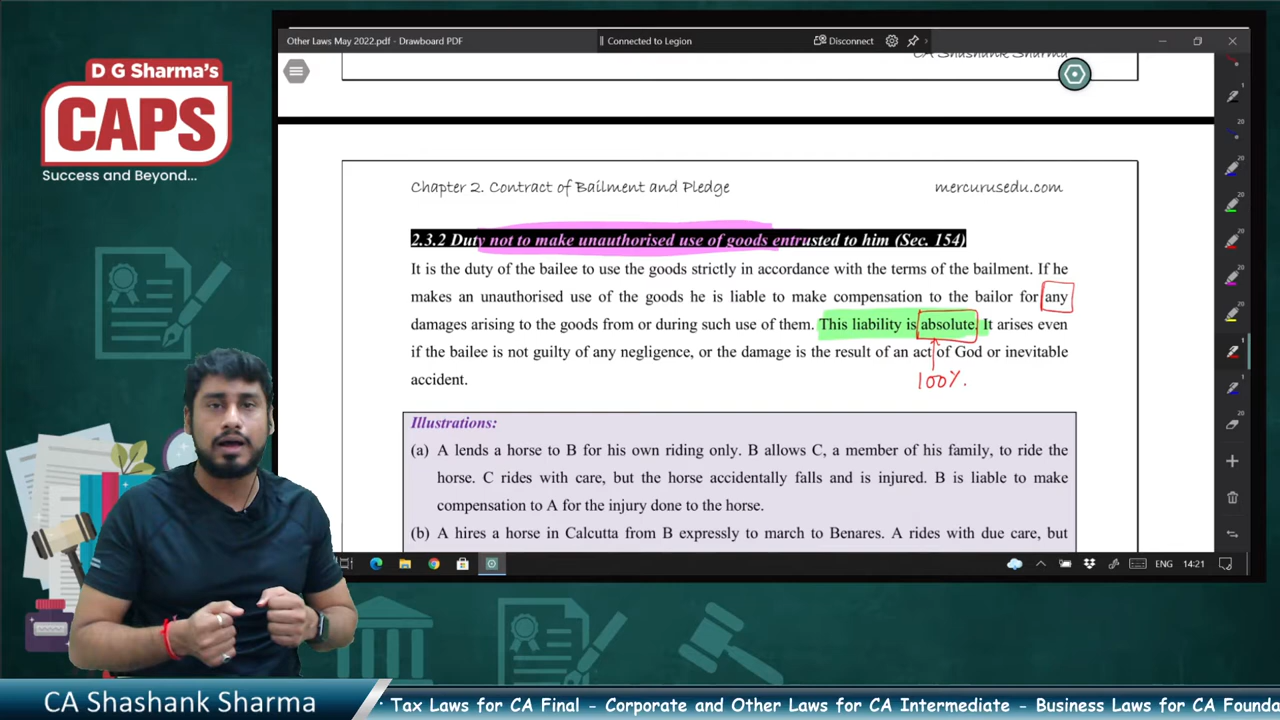 D G Sharma's
CAPS
Success and Beyond...
Other Laws May 2022.pdf - Drawboard PDF
Connected to Legion
Disconnect
CA Shashank Sharma
Chapter 2. Contract of Bailment and Pledge
mercurusedu.com
2.3.2 Duty not to make unauthorised use of goods entrusted to him (Sec. 154)
It is the duty of the bailee to use the goods strictly in accordance with the terms of the bailment. If he
makes an unauthorised use of the goods he is liable to make compensation to the bailor for any
damages arising to the goods from or during such use of them. This liability is absolute. It arises even
if the bailee is not guilty of any negligence, or the damage is the result of an act of God or inevitable
accident.
100%.
Illustrations:
(a) A lends a horse to B for his own riding only. B allows C, a member of his family, to ride the
horse. C rides with care, but the horse accidentally falls and is injured. B is liable to make
compensation to A for the injury done to the horse.
(b) A hires a horse in Calcutta from B expressly to march to Benares. A rides with due care, but
ENG
14:21
CA Shashank Sharma
Tax Laws for CA Final - Corporate and Other Laws for CA Intermediate - Business Laws for CA Founda